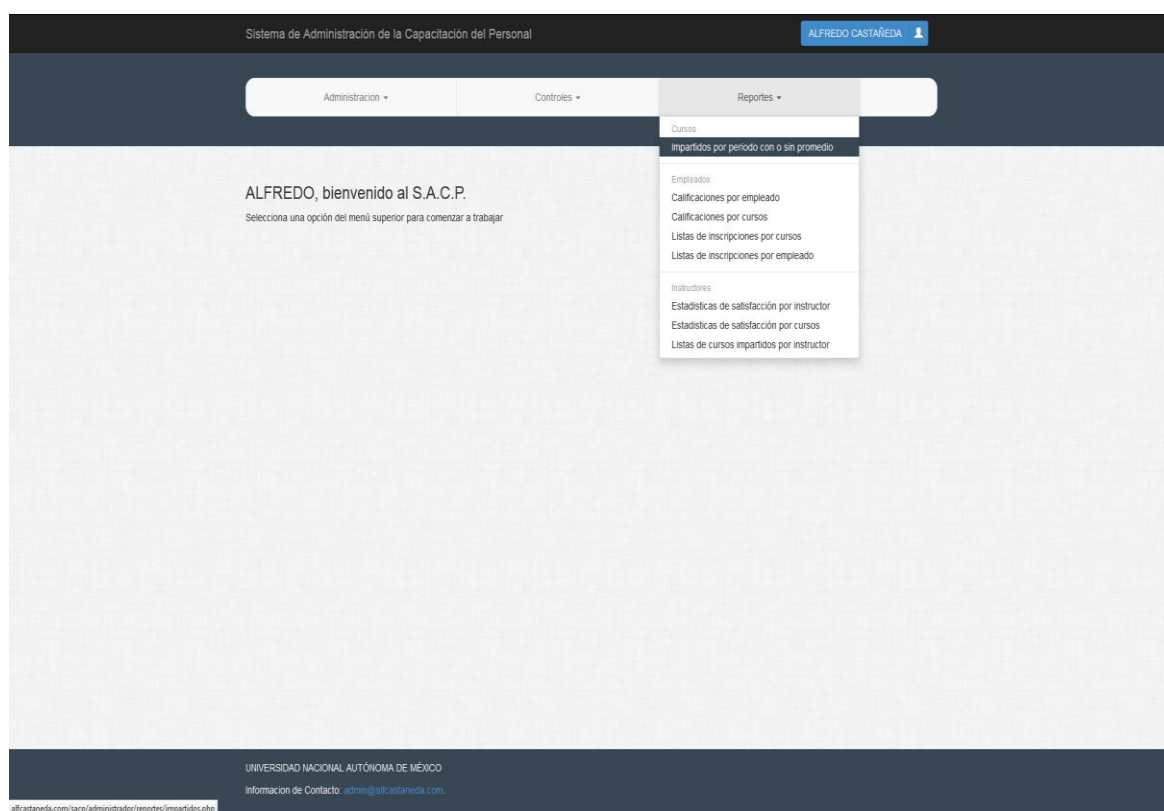 Sistema de Administración de la Capacitación del Personal
ALFREDO CASTAÑEDA
Administracion
Controles
Reportes
Cursos
Impartidos por periodo con o sin promedio
Empleados
Calificaciones por empleado
Calificaciones por cursos
Listas de inscripciones por cursos
Listas de inscripciones por empleado
Instructores
Estadisticas de satisfacción por instructor
Estadisticas de satisfacción por cursos
Listas de cursos impartidos por instructor
ALFREDO, bienvenido al S.A.C.P.
Selecciona una opción del menú superior para comenzar a trabajar
UNIVERSIDAD NACIONAL AUTÓNOMA DE MÉXICO
Informacion de Contacto: admin@alfcastaneda.com.
alfcastaneda.com/sacp/administrador/reportes/impartidos.php